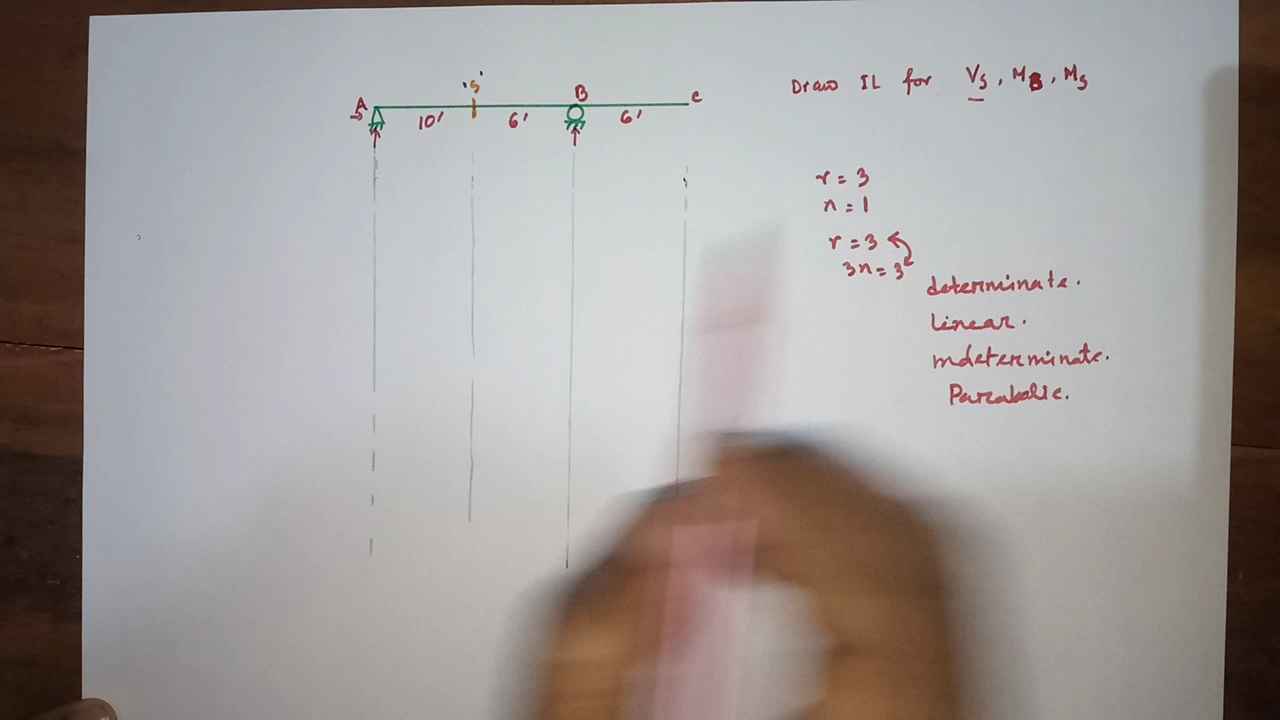 'S'
A B C
10' 6' 6'
Draw IL for Vs, MB, Ms
r = 3
n = 1
r = 3
3n = 3
determinate.
Linear.
indeterminate.
Parabolic.